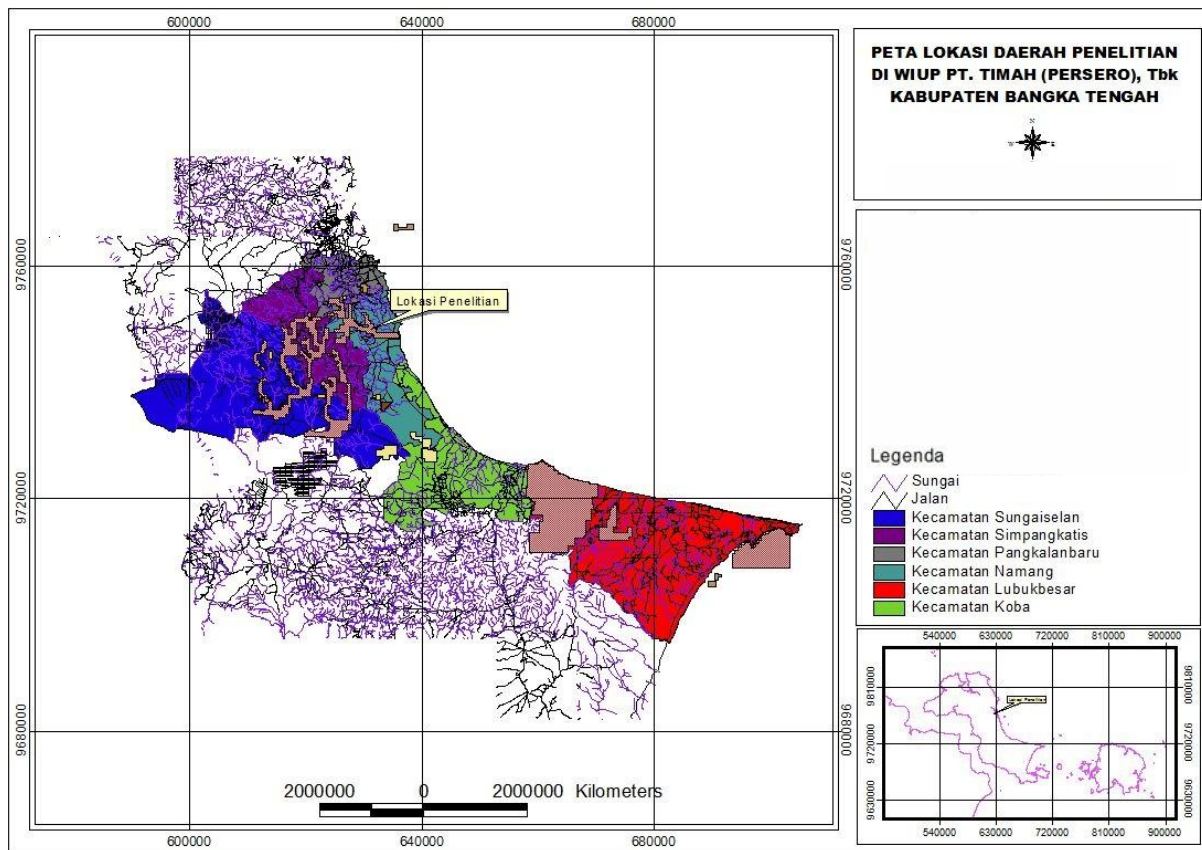 600000 640000 680000
PETA LOKASI DAERAH PENELITIAN
DI WIUP PT. TIMAH (PERSERO), Tbk
KABUPATEN BANGKA TENGAH
9760000 9760000
Lokasi Penelitian
9720000 9720000
9680000 9680000
2000000 0 2000000 Kilometers
600000 640000 680000
Legenda
Sungai
Jalan
Kecamatan Sungaiselan
Kecamatan Simpangkatis
Kecamatan Pangkalanbaru
Kecamatan Namang
Kecamatan Lubukbesar
Kecamatan Koba
540000 630000 720000 810000 900000
9810000 9810000
Lokasi Penelitian
9720000 9720000
9630000 9630000
540000 630000 720000 810000 900000